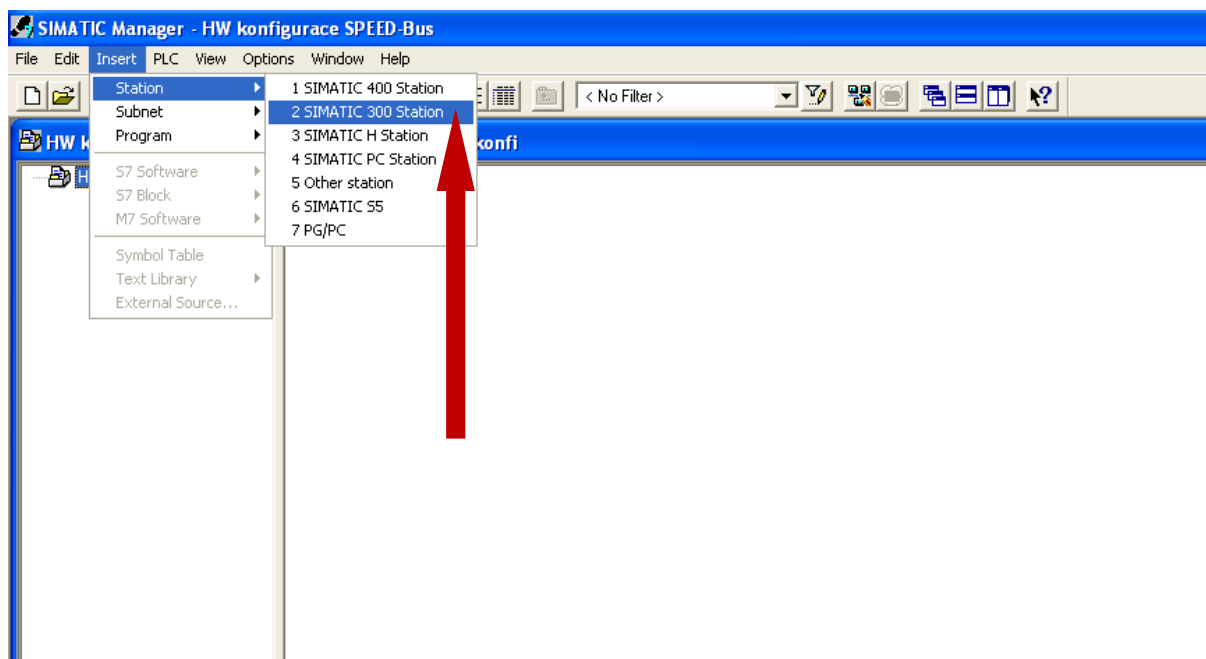 SIMATIC Manager - HW konfigurace SPEED-Bus
File Edit Insert PLC View Options Window Help
< No Filter >
HW k
konfi
H
Station
Subnet
Program
S7 Software
S7 Block
M7 Software
Symbol Table
Text Library
External Source...
1 SIMATIC 400 Station
2 SIMATIC 300 Station
3 SIMATIC H Station
4 SIMATIC PC Station
5 Other station
6 SIMATIC S5
7 PG/PC